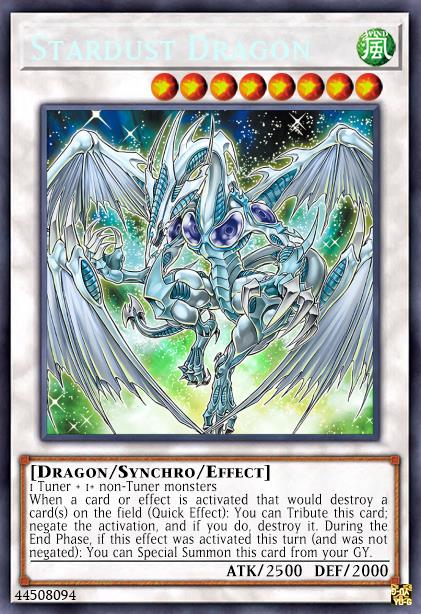 Stardust Dragon
WIND
風
[Dragon/Synchro/Effect]
1 Tuner + 1+ non-Tuner monsters
When a card or effect is activated that would destroy a
card(s) on the field (Quick Effect): You can Tribute this card;
negate the activation, and if you do, destroy it. During the
End Phase, if this effect was activated this turn (and was not
negated): You can Special Summon this card from your GY.
ATK/2500 DEF/2000
44508094